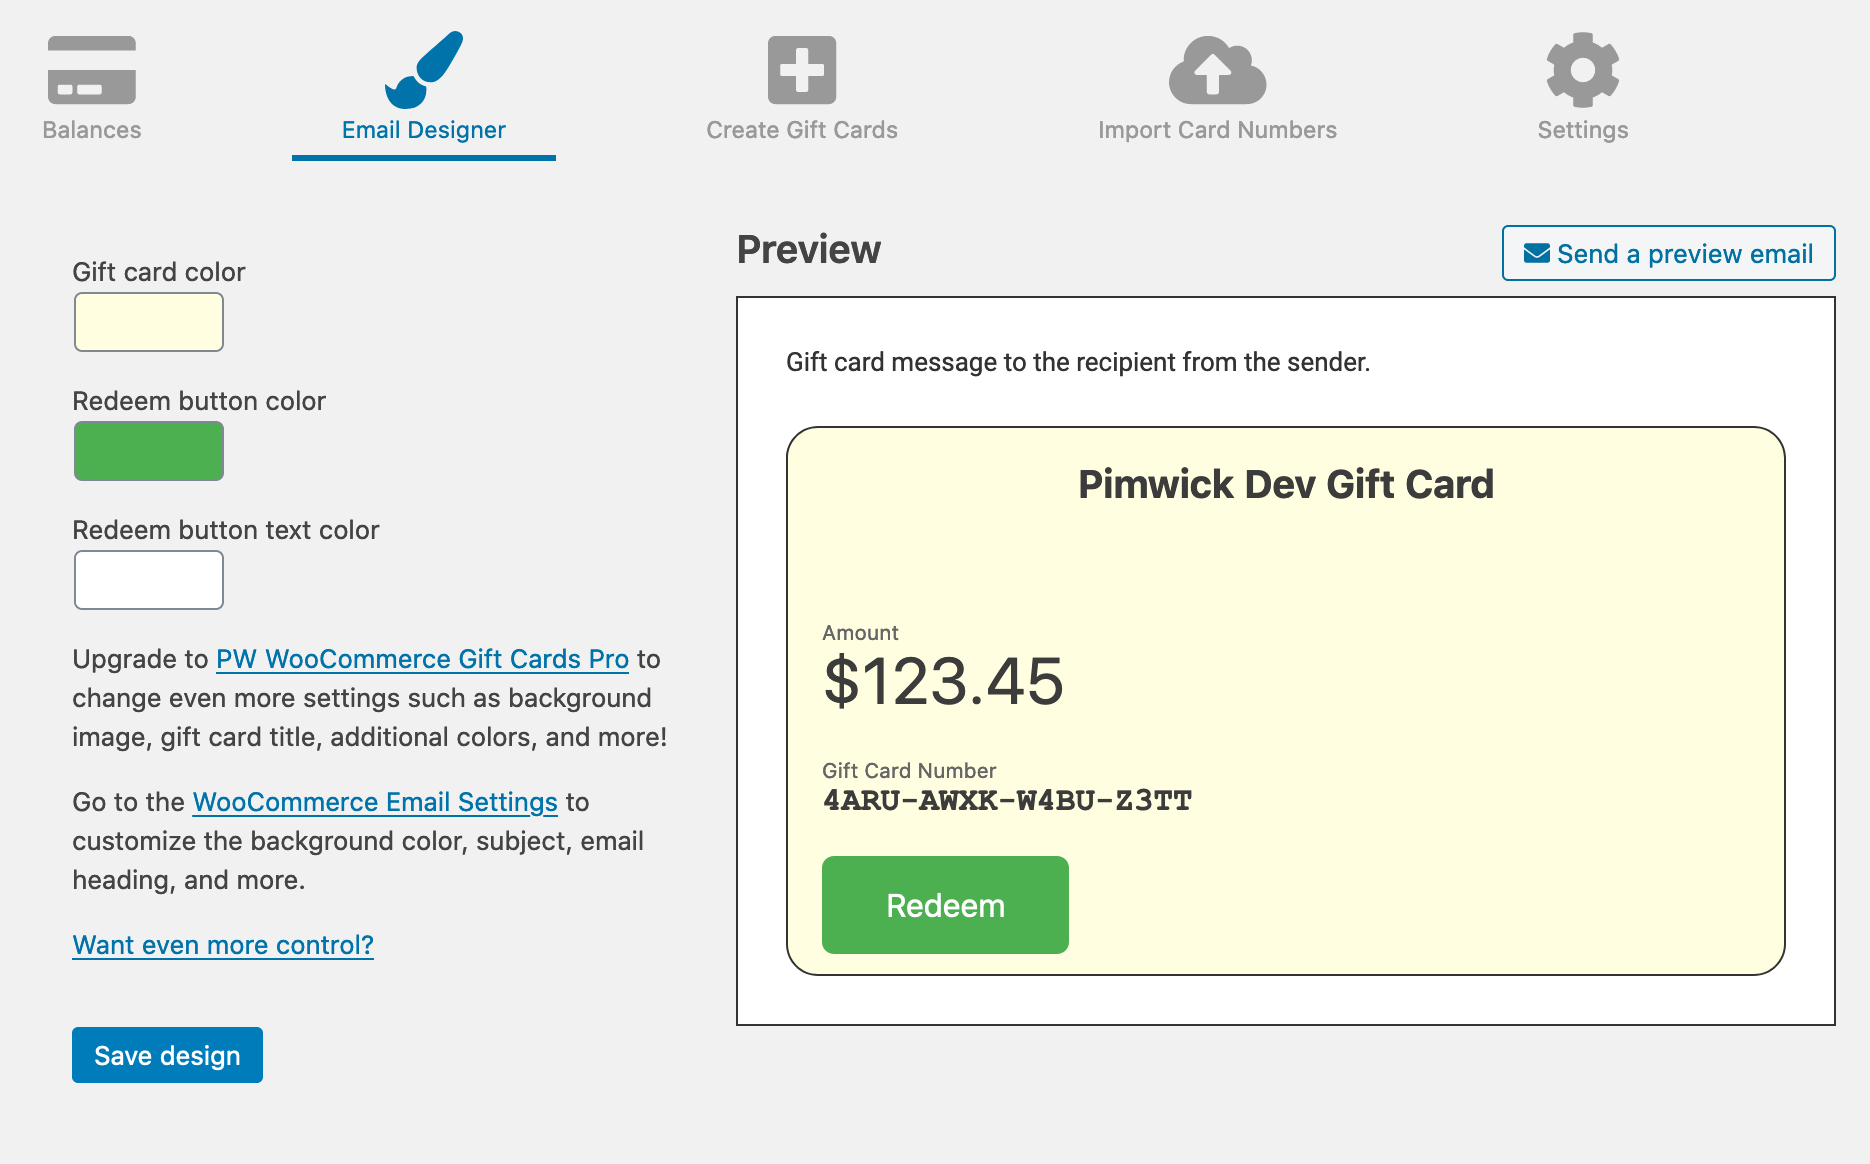 Balances
Email Designer
Create Gift Cards
Import Card Numbers
Settings
Gift card color
Redeem button color
Redeem button text color
Upgrade to PW WooCommerce Gift Cards Pro to
change even more settings such as background
image, gift card title, additional colors, and more!
Go to the WooCommerce Email Settings to
customize the background color, subject, email
heading, and more.
Want even more control?
Save design
Preview
Send a preview email
Gift card message to the recipient from the sender.
Pimwick Dev Gift Card
Amount
$123.45
Gift Card Number
4ARU-AWXK-W4BU-Z3TT
Redeem